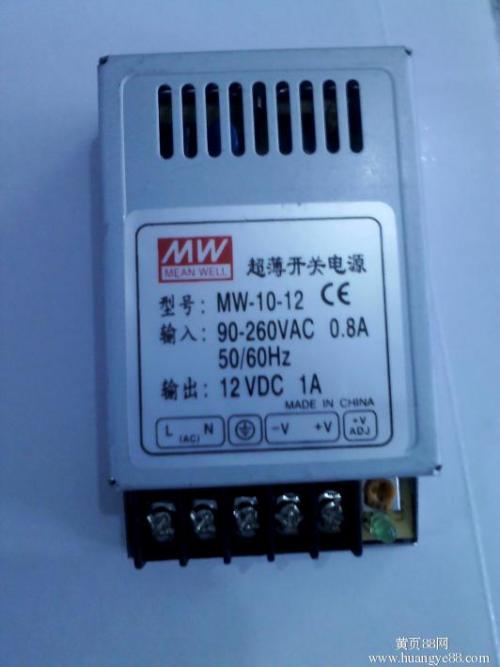 MW
MEAN WELL
超薄开关电源
型号: MW-10-12 CE
输入: 90-260VAC 0.8A
50/60Hz
输出: 12VDC 1A
MADE IN CHINA
L (AC) N -V +V +V ADJ
黄页88网
www.huangye88.com